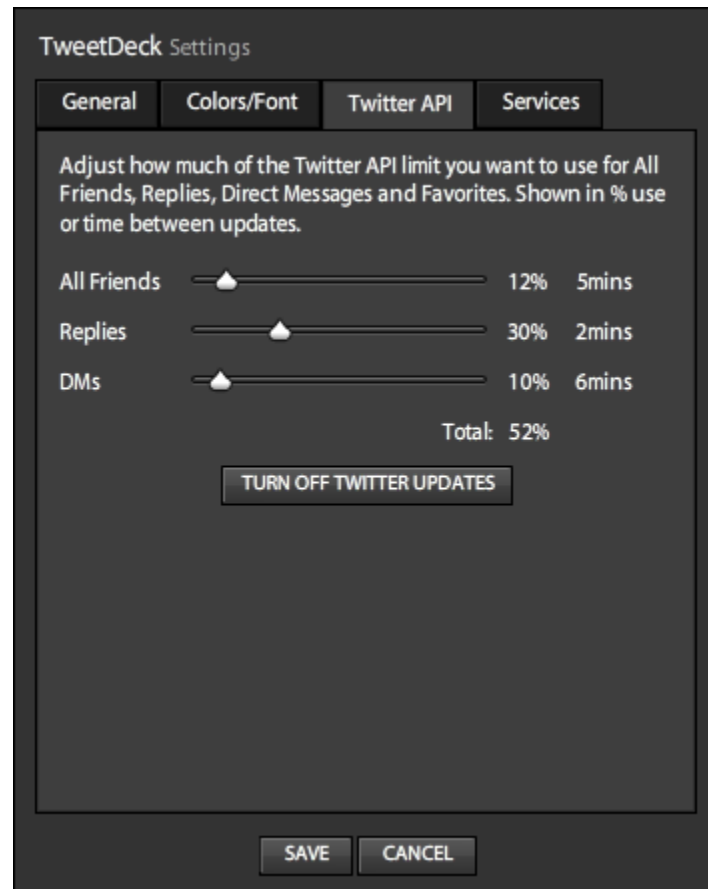 TweetDeck Settings
General Colors/Font Twitter API Services
Adjust how much of the Twitter API limit you want to use for All
Friends, Replies, Direct Messages and Favorites. Shown in % use
or time between updates.
All Friends 12% 5mins
Replies 30% 2mins
DMs 10% 6mins
Total: 52%
TURN OFF TWITTER UPDATES
SAVE CANCEL